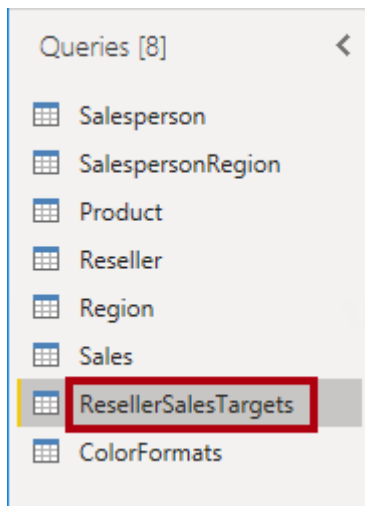 Queries [8]
Salesperson
SalespersonRegion
Product
Reseller
Region
Sales
ResellerSalesTargets
ColorFormats